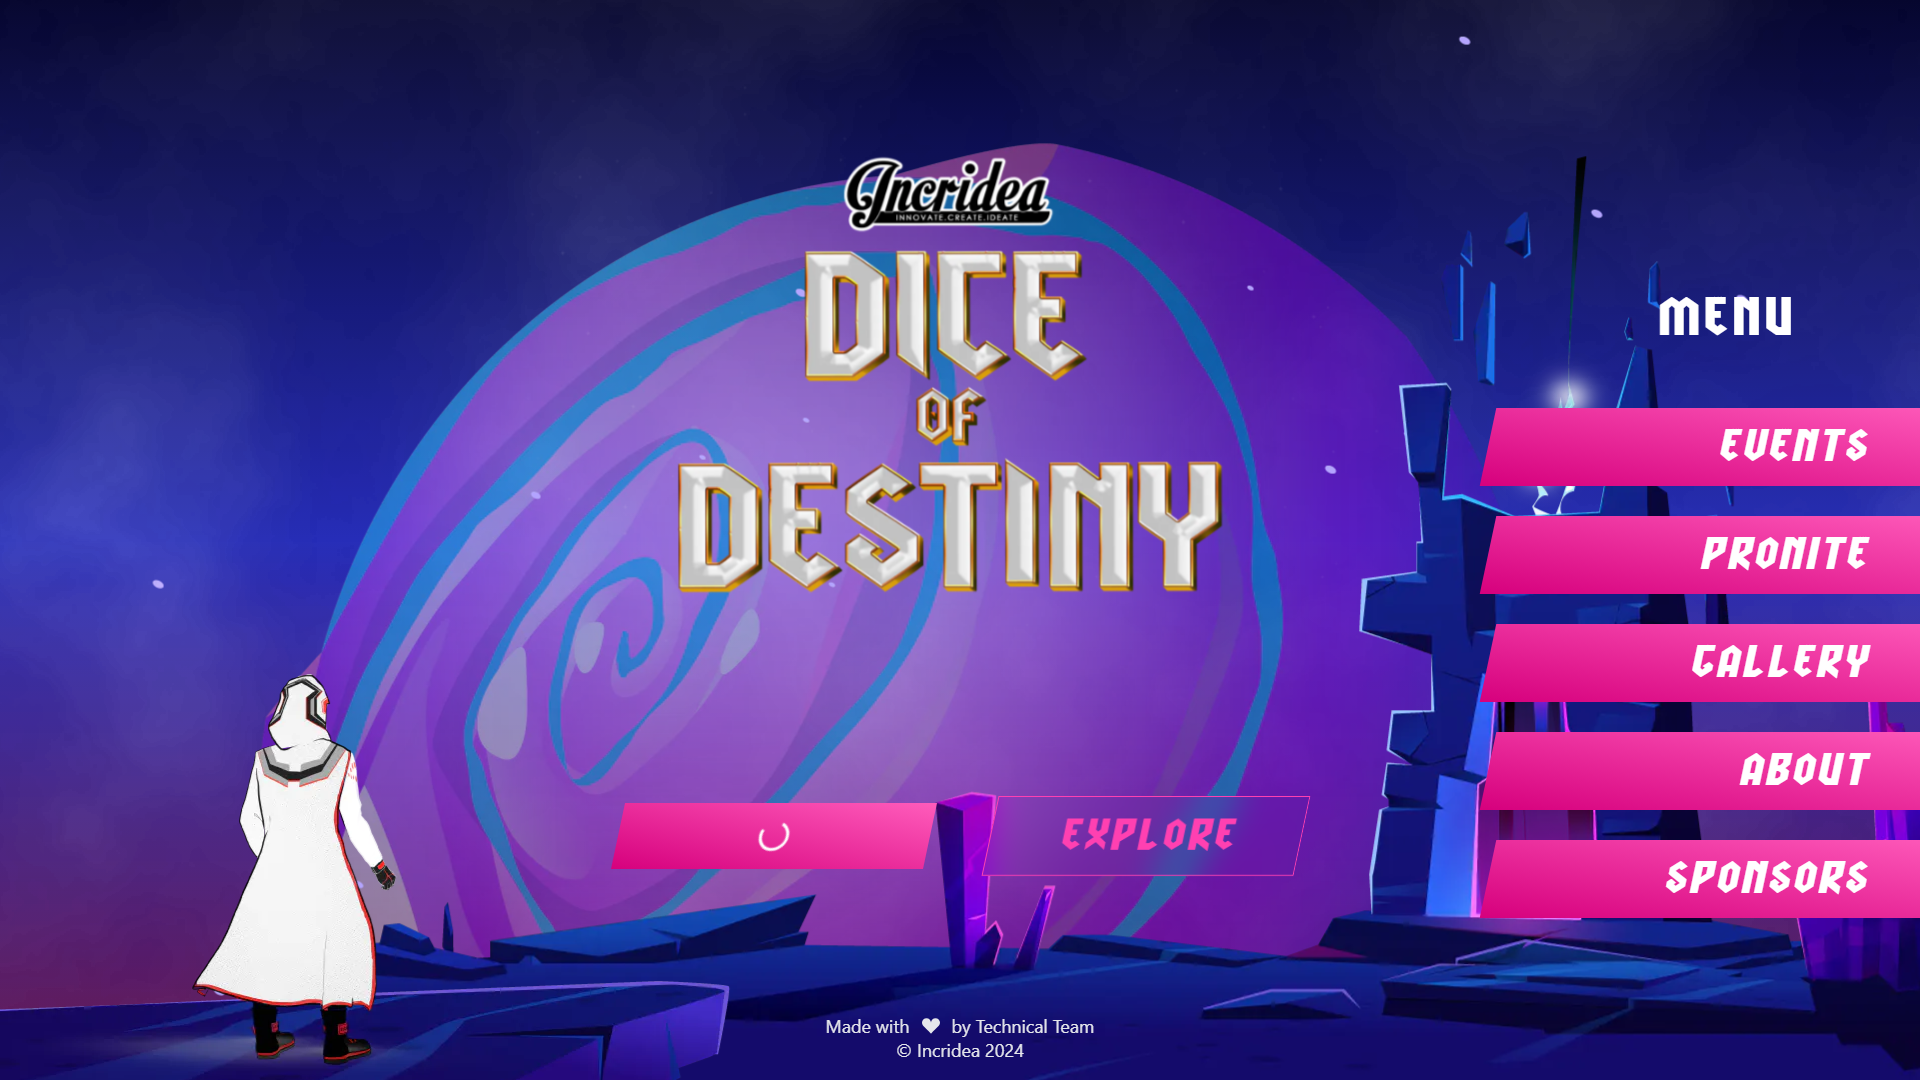 Incridea
INNOVATE.CREATE.IDEATE
DICE
OF
DESTINY
MENU
EVENTS
PRONITE
GALLERY
ABOUT
SPONSORS
EXPLORE
Made with ❤ by Technical Team
© Incridea 2024